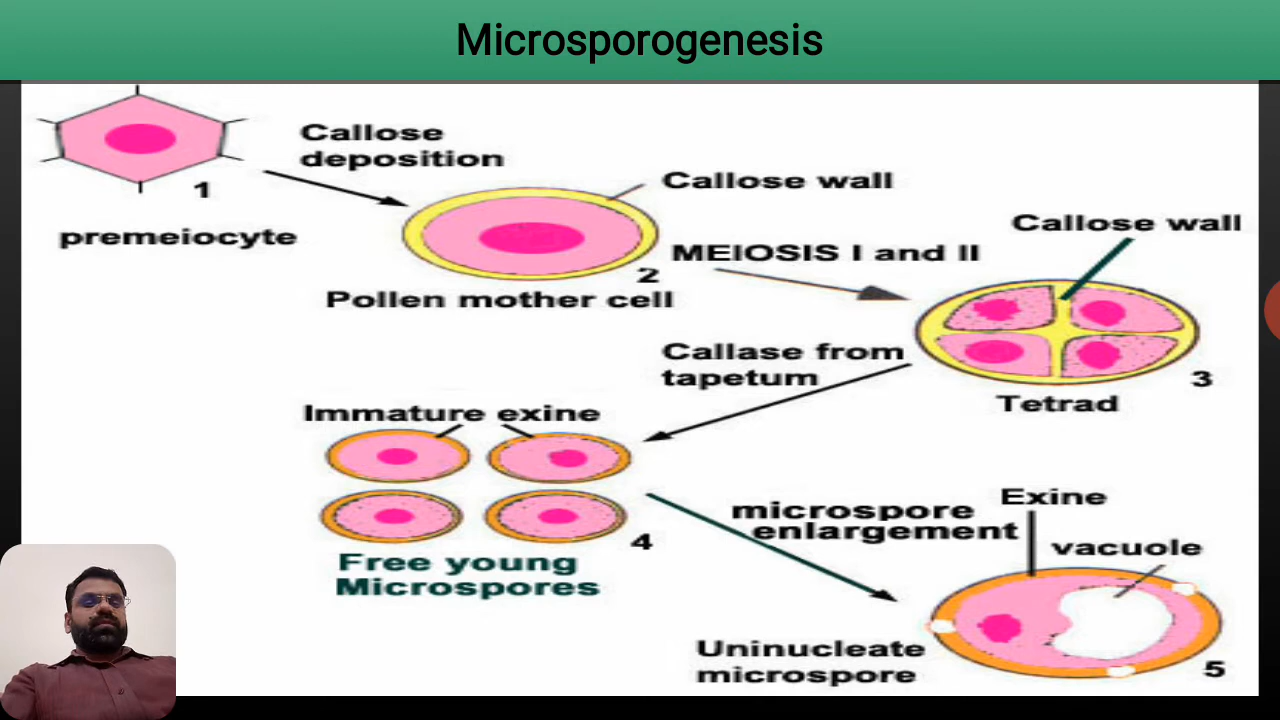 Microsporogenesis
Callose
deposition
Callose wall
1
premeiocyte
Callose wall
MEIOSIS I and II
2
Pollen mother cell
Callase from
tapetum
3
Tetrad
Immature exine
4
Free young
Microspores
microspore
enlargement
Exine
vacuole
Uninucleate
microspore
5